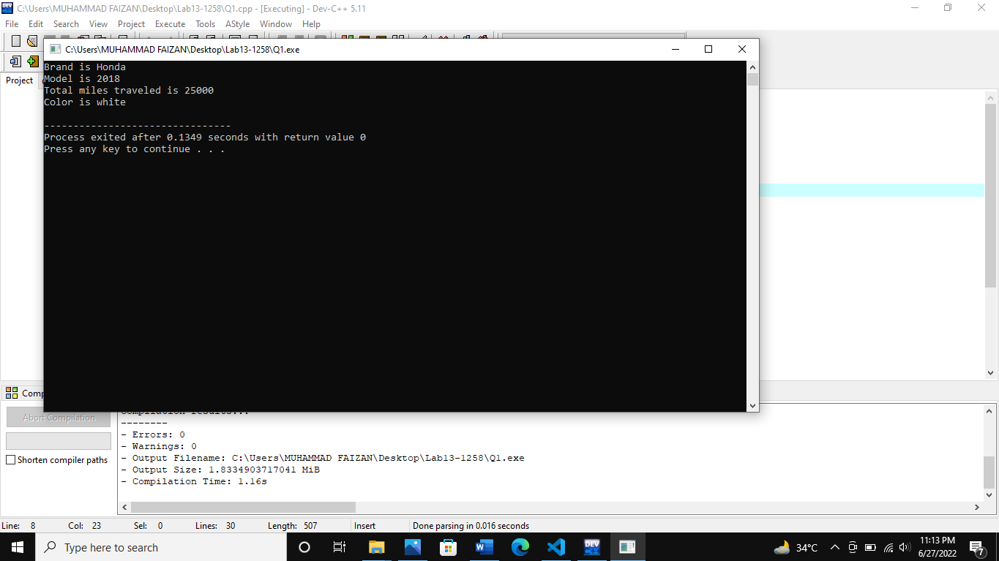 C:\Users\MUHAMMAD FAIZAN\Desktop\Lab13-1258\Q1.cpp - [Executing] - Dev-C++ 5.11
File Edit Search View Project Execute Tools AStyle Window Help
C:\Users\MUHAMMAD FAIZAN\Desktop\Lab13-1258\Q1.exe
Project
Brand is Honda
Model is 2018
Total miles traveled is 25000
Color is white
--------------------------------
Process exited after 0.1349 seconds with return value 0
Press any key to continue . . .
Comp
Abort Compilation
Shorten compiler paths
Compilation results...
--------
- Errors: 0
- Warnings: 0
- Output Filename: C:\Users\MUHAMMAD FAIZAN\Desktop\Lab13-1258\Q1.exe
- Output Size: 1.8334903717041 MiB
- Compilation Time: 1.16s
Line: 8 Col: 23 Sel: 0 Lines: 30 Length: 507 Insert Done parsing in 0.016 seconds
Type here to search
DEV
34°C
11:13 PM
6/27/2022
7